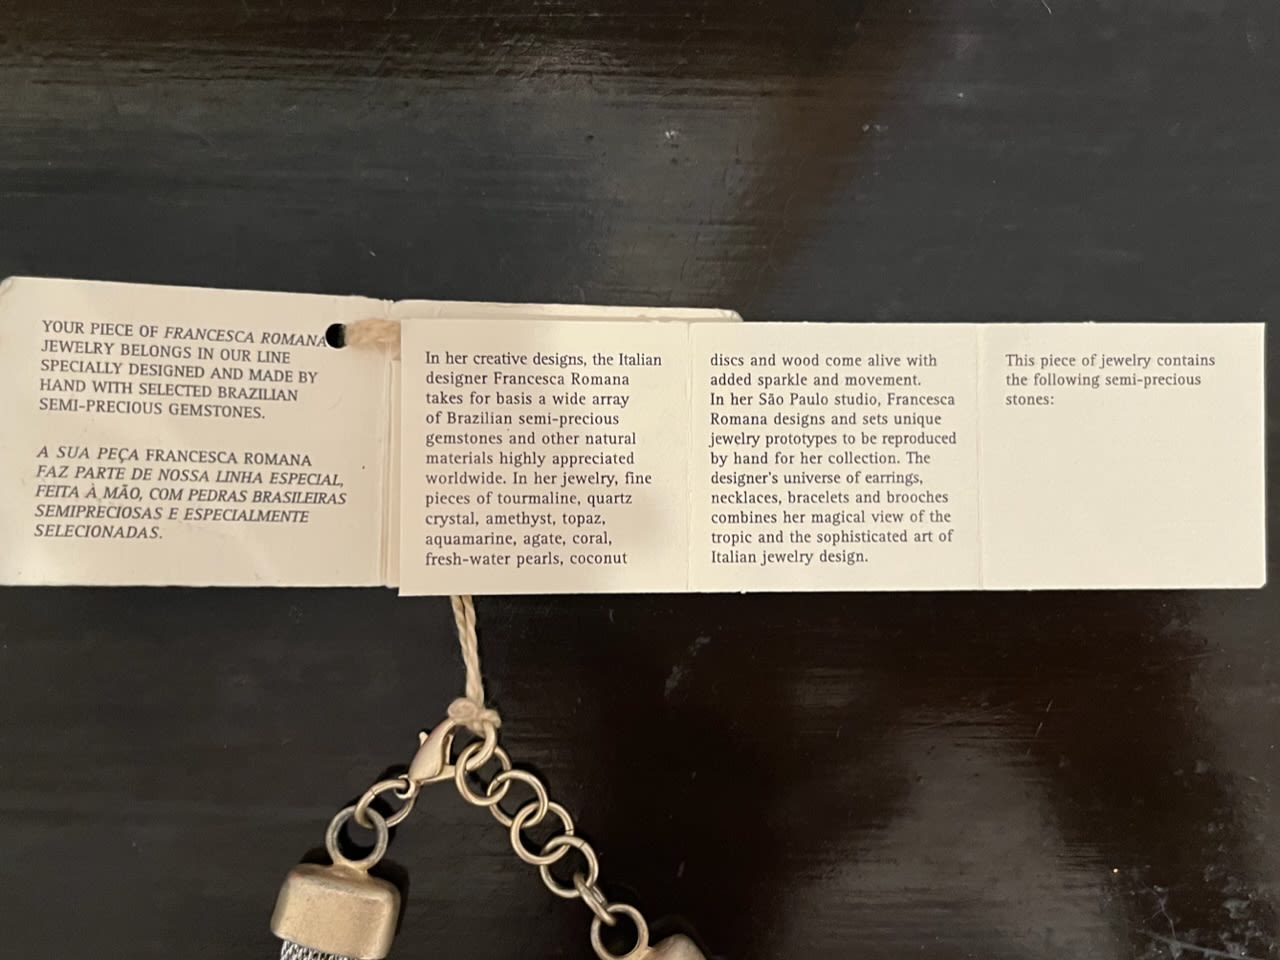 YOUR PIECE OF FRANCESCA ROMANA
JEWELRY BELONGS IN OUR LINE
SPECIALLY DESIGNED AND MADE BY
HAND WITH SELECTED BRAZILIAN
SEMI-PRECIOUS GEMSTONES.
A SUA PEÇA FRANCESCA ROMANA
FAZ PARTE DE NOSSA LINHA ESPECIAL,
FEITA À MÃO, COM PEDRAS BRASILEIRAS
SEMIPRECIOSAS E ESPECIALMENTE
SELECIONADAS.
In her creative designs, the Italian
designer Francesca Romana
takes for basis a wide array
of Brazilian semi-precious
gemstones and other natural
materials highly appreciated
worldwide. In her jewelry, fine
pieces of tourmaline, quartz
crystal, amethyst, topaz,
aquamarine, agate, coral,
fresh-water pearls, coconut
discs and wood come alive with
added sparkle and movement.
In her São Paulo studio, Francesca
Romana designs and sets unique
jewelry prototypes to be reproduced
by hand for her collection. The
designer's universe of earrings,
necklaces, bracelets and brooches
combines her magical view of the
tropic and the sophisticated art of
Italian jewelry design.
This piece of jewelry contains
the following semi-precious
stones: